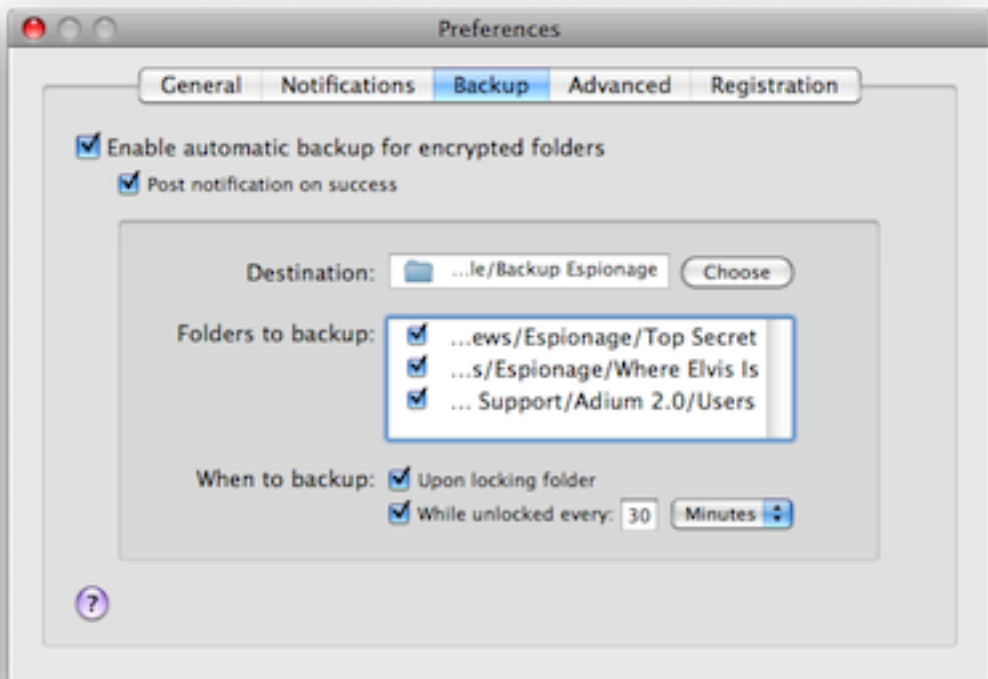 Preferences
General Notifications Backup Advanced Registration
Enable automatic backup for encrypted folders
Post notification on success
Destination: ...le/Backup Espionage Choose
Folders to backup: ...ews/Espionage/Top Secret
...s/Espionage/Where Elvis Is
... Support/Adium 2.0/Users
When to backup: Upon locking folder
While unlocked every: 30 Minutes
?